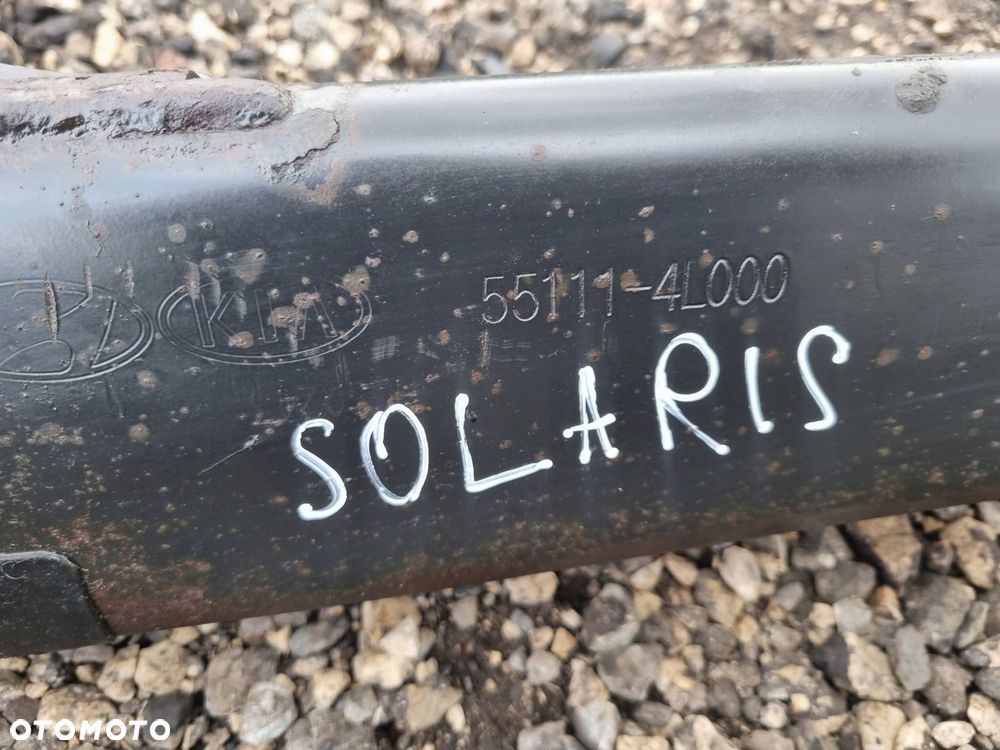 KIA
55111-4L000
SOLARIS
OTOMOTO